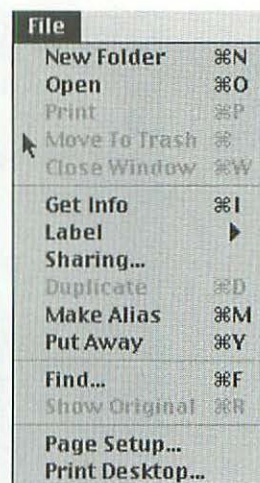 File
New Folder ⌘N
Open ⌘O
Print ⌘P
Move To Trash ⌘
Close Window ⌘W
Get Info ⌘I
Label ▶
Sharing...
Duplicate ⌘D
Make Alias ⌘M
Put Away ⌘Y
Find... ⌘F
Show Original ⌘R
Page Setup...
Print Desktop...